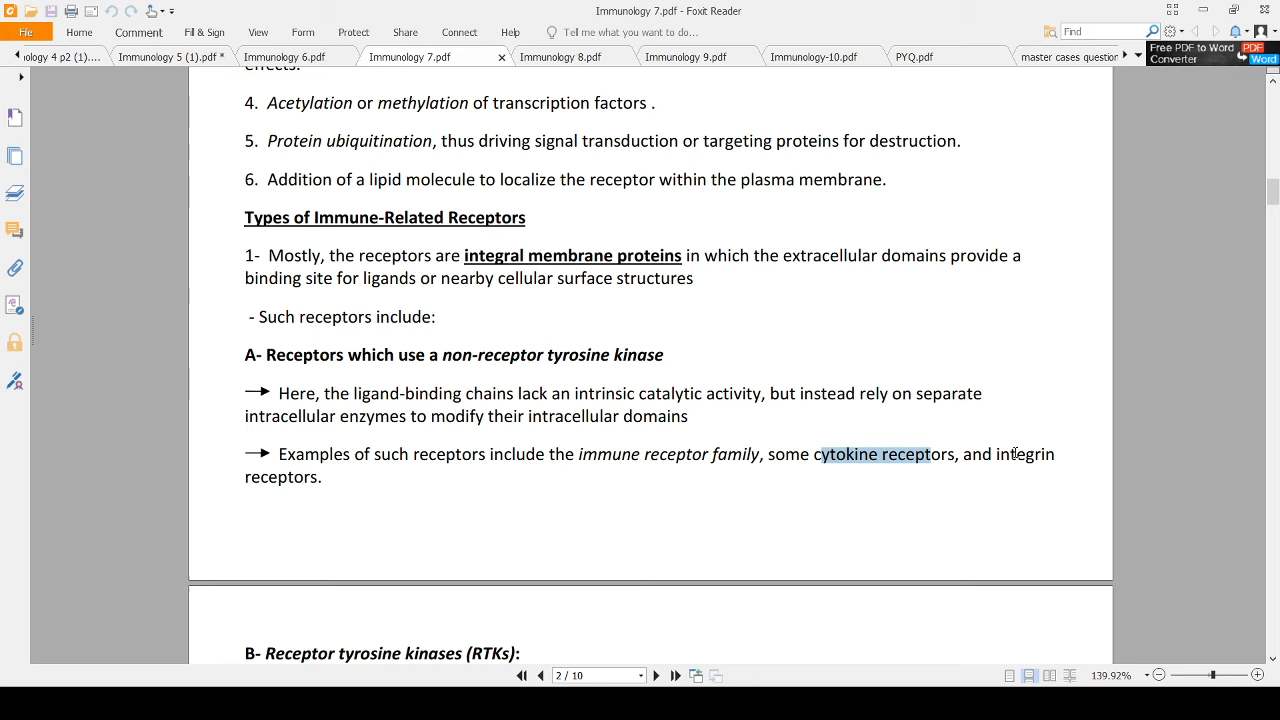 Immunology 7.pdf - Foxit Reader
File Home Comment Fill & Sign View Form Protect Share Connect Help Tell me what you want to do... Find
ology 4 p2 (1).... Immunology 5 (1).pdf * Immunology 6.pdf Immunology 7.pdf Immunology 8.pdf Immunology 9.pdf Immunology-10.pdf PYQ.pdf master cases question
Free PDF to Word Converter
PDF
Word
effects.
4. Acetylation or methylation of transcription factors .
5. Protein ubiquitination, thus driving signal transduction or targeting proteins for destruction.
6. Addition of a lipid molecule to localize the receptor within the plasma membrane.
Types of Immune-Related Receptors
1- Mostly, the receptors are integral membrane proteins in which the extracellular domains provide a
binding site for ligands or nearby cellular surface structures
- Such receptors include:
A- Receptors which use a non-receptor tyrosine kinase
Here, the ligand-binding chains lack an intrinsic catalytic activity, but instead rely on separate
intracellular enzymes to modify their intracellular domains
Examples of such receptors include the immune receptor family, some cytokine receptors, and integrin
receptors.
B- Receptor tyrosine kinases (RTKs):
2 / 10
139.92%